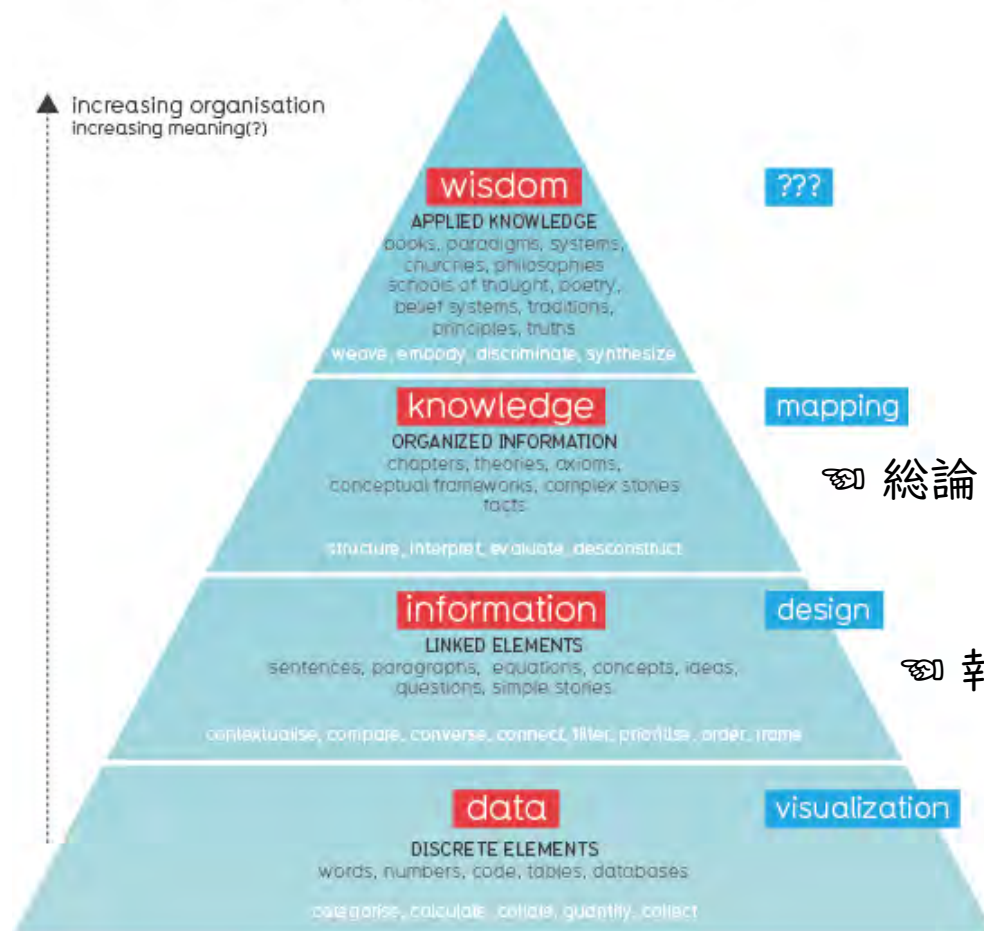 increasing organisation
increasing meaning(?)
wisdom
???
APPLIED KNOWLEDGE
books, paradigms, systems,
churches, philosophies
schools of thought, poetry,
belief systems, traditions,
principles, truths
weave, embody, discriminate, synthesize
knowledge
mapping
ORGANIZED INFORMATION
chapters, theories, axioms,
conceptual frameworks, complex stories
facts
☜ 総論
structure, interpret, evaluate, desconstruct
information
design
LINKED ELEMENTS
sentences, paragraphs, equations, concepts, ideas,
questions, simple stories
☜
contextualise, compare, converse, connect, filter, prioritise, order, frame
data
visualization
DISCRETE ELEMENTS
words, numbers, code, tables, databases
categorise, calculate, collate, quantify, collect